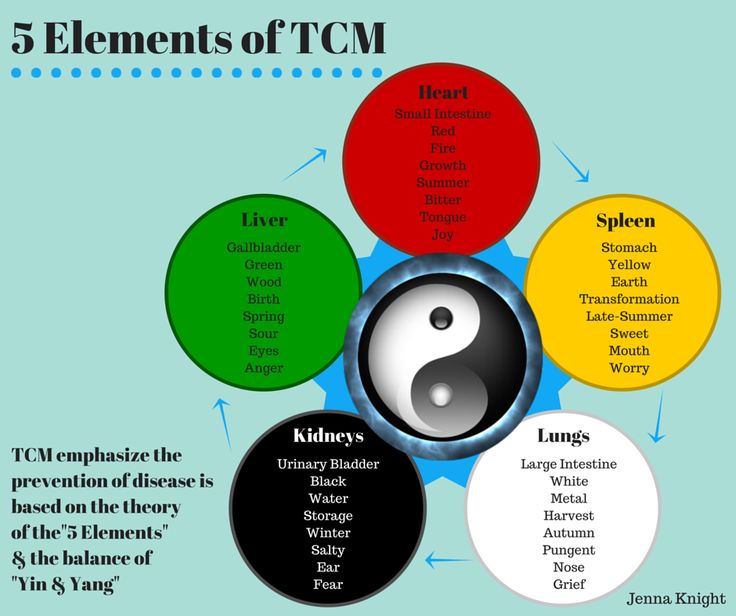 5 Elements of TCM
Heart
Small Intestine
Red
Fire
Growth
Summer
Bitter
Tongue
Joy
Liver
Gallbladder
Green
Wood
Birth
Spring
Sour
Eyes
Anger
Spleen
Stomach
Yellow
Earth
Transformation
Late-Summer
Sweet
Mouth
Worry
Kidneys
Urinary Bladder
Black
Water
Storage
Winter
Salty
Ear
Fear
Lungs
Large Intestine
White
Metal
Harvest
Autumn
Pungent
Nose
Grief
TCM emphasize the
prevention of disease is
based on the theory
of the"5 Elements"
& the balance of
"Yin & Yang"
Jenna Knight